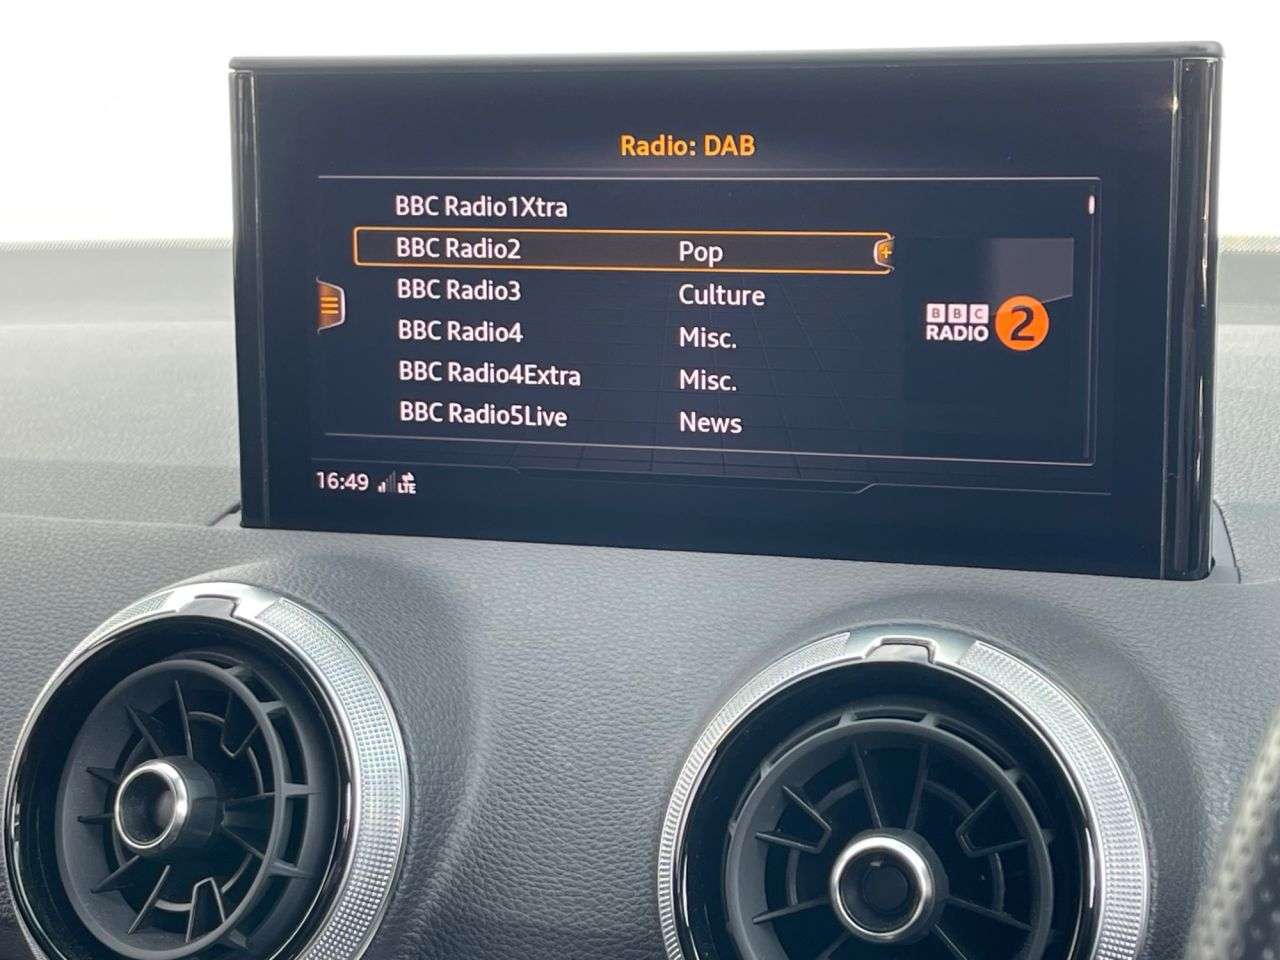 Radio: DAB
BBC Radio1Xtra
BBC Radio2 Pop
BBC Radio3 Culture
BBC Radio4 Misc.
BBC Radio4Extra Misc.
BBC Radio5Live News
BBC
RADIO 2
16:49 LTE